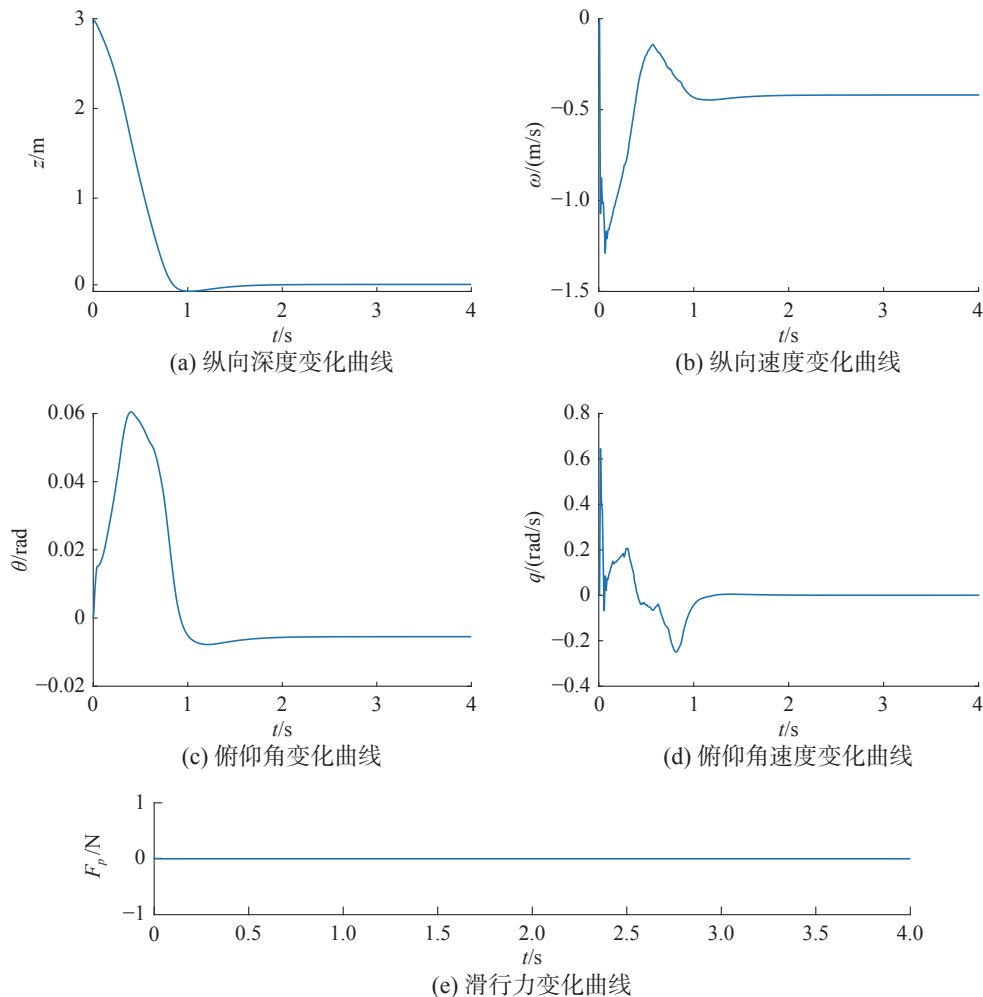 3
2
1
0
z/m
0 1 2 3 4
t/s
(a) 纵向深度变化曲线
0
−0.5
−1.0
−1.5
ω/(m/s)
0 1 2 3 4
t/s
(b) 纵向速度变化曲线
0.06
0.04
0.02
0
−0.02
θ/rad
0 1 2 3 4
t/s
(c) 俯仰角变化曲线
0.8
0.6
0.4
0.2
0
−0.2
−0.4
q/(rad/s)
0 1 2 3 4
t/s
(d) 俯仰角速度变化曲线
1
0
−1
F_p/N
0 0.5 1.0 1.5 2.0 2.5 3.0 3.5 4.0
t/s
(e) 滑行力变化曲线